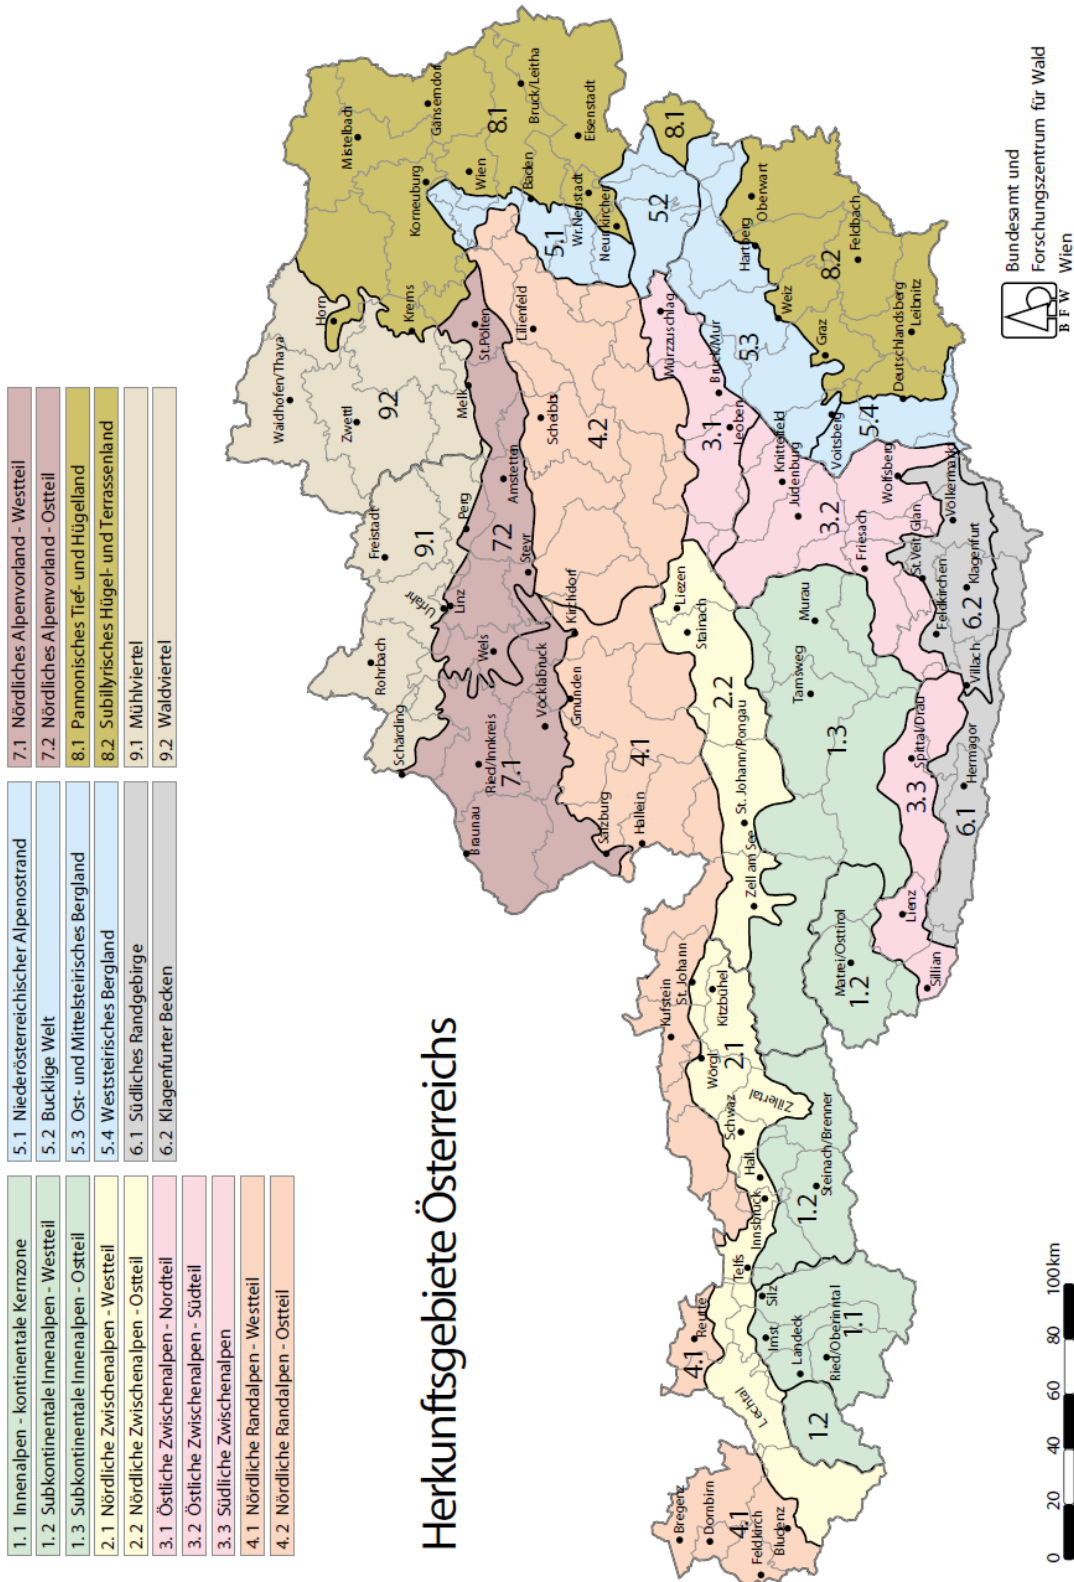 1.1 Innenalpen - kontinentale Kernzone
1.2 Subkontinentale Innenalpen - Westteil
1.3 Subkontinentale Innenalpen - Ostteil
2.1 Nördliche Zwischenalpen - Westteil
2.2 Nördliche Zwischenalpen - Ostteil
3.1 Östliche Zwischenalpen - Nordteil
3.2 Östliche Zwischenalpen - Südteil
3.3 Südliche Zwischenalpen
4.1 Nördliche Randalpen - Westteil
4.2 Nördliche Randalpen - Ostteil
5.1 Niederösterreichischer Alpenostrand
5.2 Bucklige Welt
5.3 Ost- und Mittelsteirisches Bergland
5.4 Weststeirisches Bergland
6.1 Südliches Randgebirge
6.2 Klagenfurter Becken
7.1 Nördliches Alpenvorland - Westteil
7.2 Nördliches Alpenvorland - Ostteil
8.1 Pannonisches Tief- und Hügelland
8.2 Subillyrisches Hügel- und Terrassenland
9.1 Mühlviertel
9.2 Waldviertel
Herkunftsgebiete Österreichs
Waidhofen/Thaya
Horn
Zwettl
9.2
Krems
Mistelbach
Gänserndorf
Korneuburg
8.1
Wien
Bruck/Leitha
Baden
Eisenstadt
Wr.Neustadt
Neunkirchen
5.1
5.2
8.1
Schärding
Rohrbach
Freistadt
Urfahr
9.1
Linz
Perg
Melk
St.Pölten
Amstetten
7.2
Steyr
Wels
Braunau
Ried/Innkreis
7.1
Vöcklabruck
Lilienfeld
Scheibbs
4.2
Kirchdorf
Gmunden
Salzburg
Hallein
4.1
Mürzzuschlag
Bruck/Mur
3.1
Leoben
5.3
Hartberg
Oberwart
Weiz
Graz
8.2
Feldbach
Leibnitz
Deutschlandsberg
Voitsberg
5.4
Knittelfeld
Judenburg
3.2
Friesach
Wolfsberg
St.Veit/Glan
Völkermarkt
Feldkirchen
Klagenfurt
6.2
Villach
Liezen
Stainach
2.2
Murau
Tamsweg
1.3
St. Johann/Pongau
Zell am See
Spittal/Drau
3.3
Hermagor
6.1
Lienz
Sillian
Matrei/Osttirol
1.2
Kufstein
St. Johann
Kitzbühel
Wörgl
2.1
Zillertal
Schwaz
Hall
Innsbruck
Steinach/Brenner
1.2
Telfs
Silz
Imst
Landeck
Ried/Oberinntal
1.1
Reutte
4.1
Lechtal
1.2
Bregenz
Dornbirn
4.1
Feldkirch
Bludenz
0 20 40 60 80 100km
BFW
Bundesamt und
Forschungszentrum für Wald
Wien